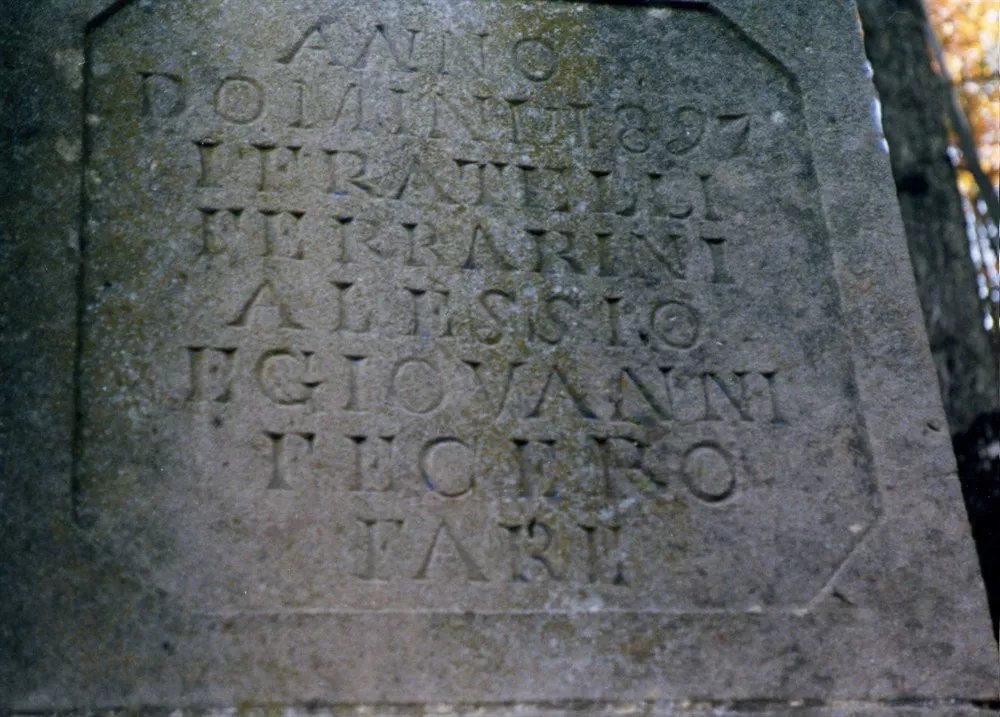 ANNO
DOMINI 1897
FRATELLI
FERRARINI
ALESSIO
E GIOVANNI
FECERO
FARE